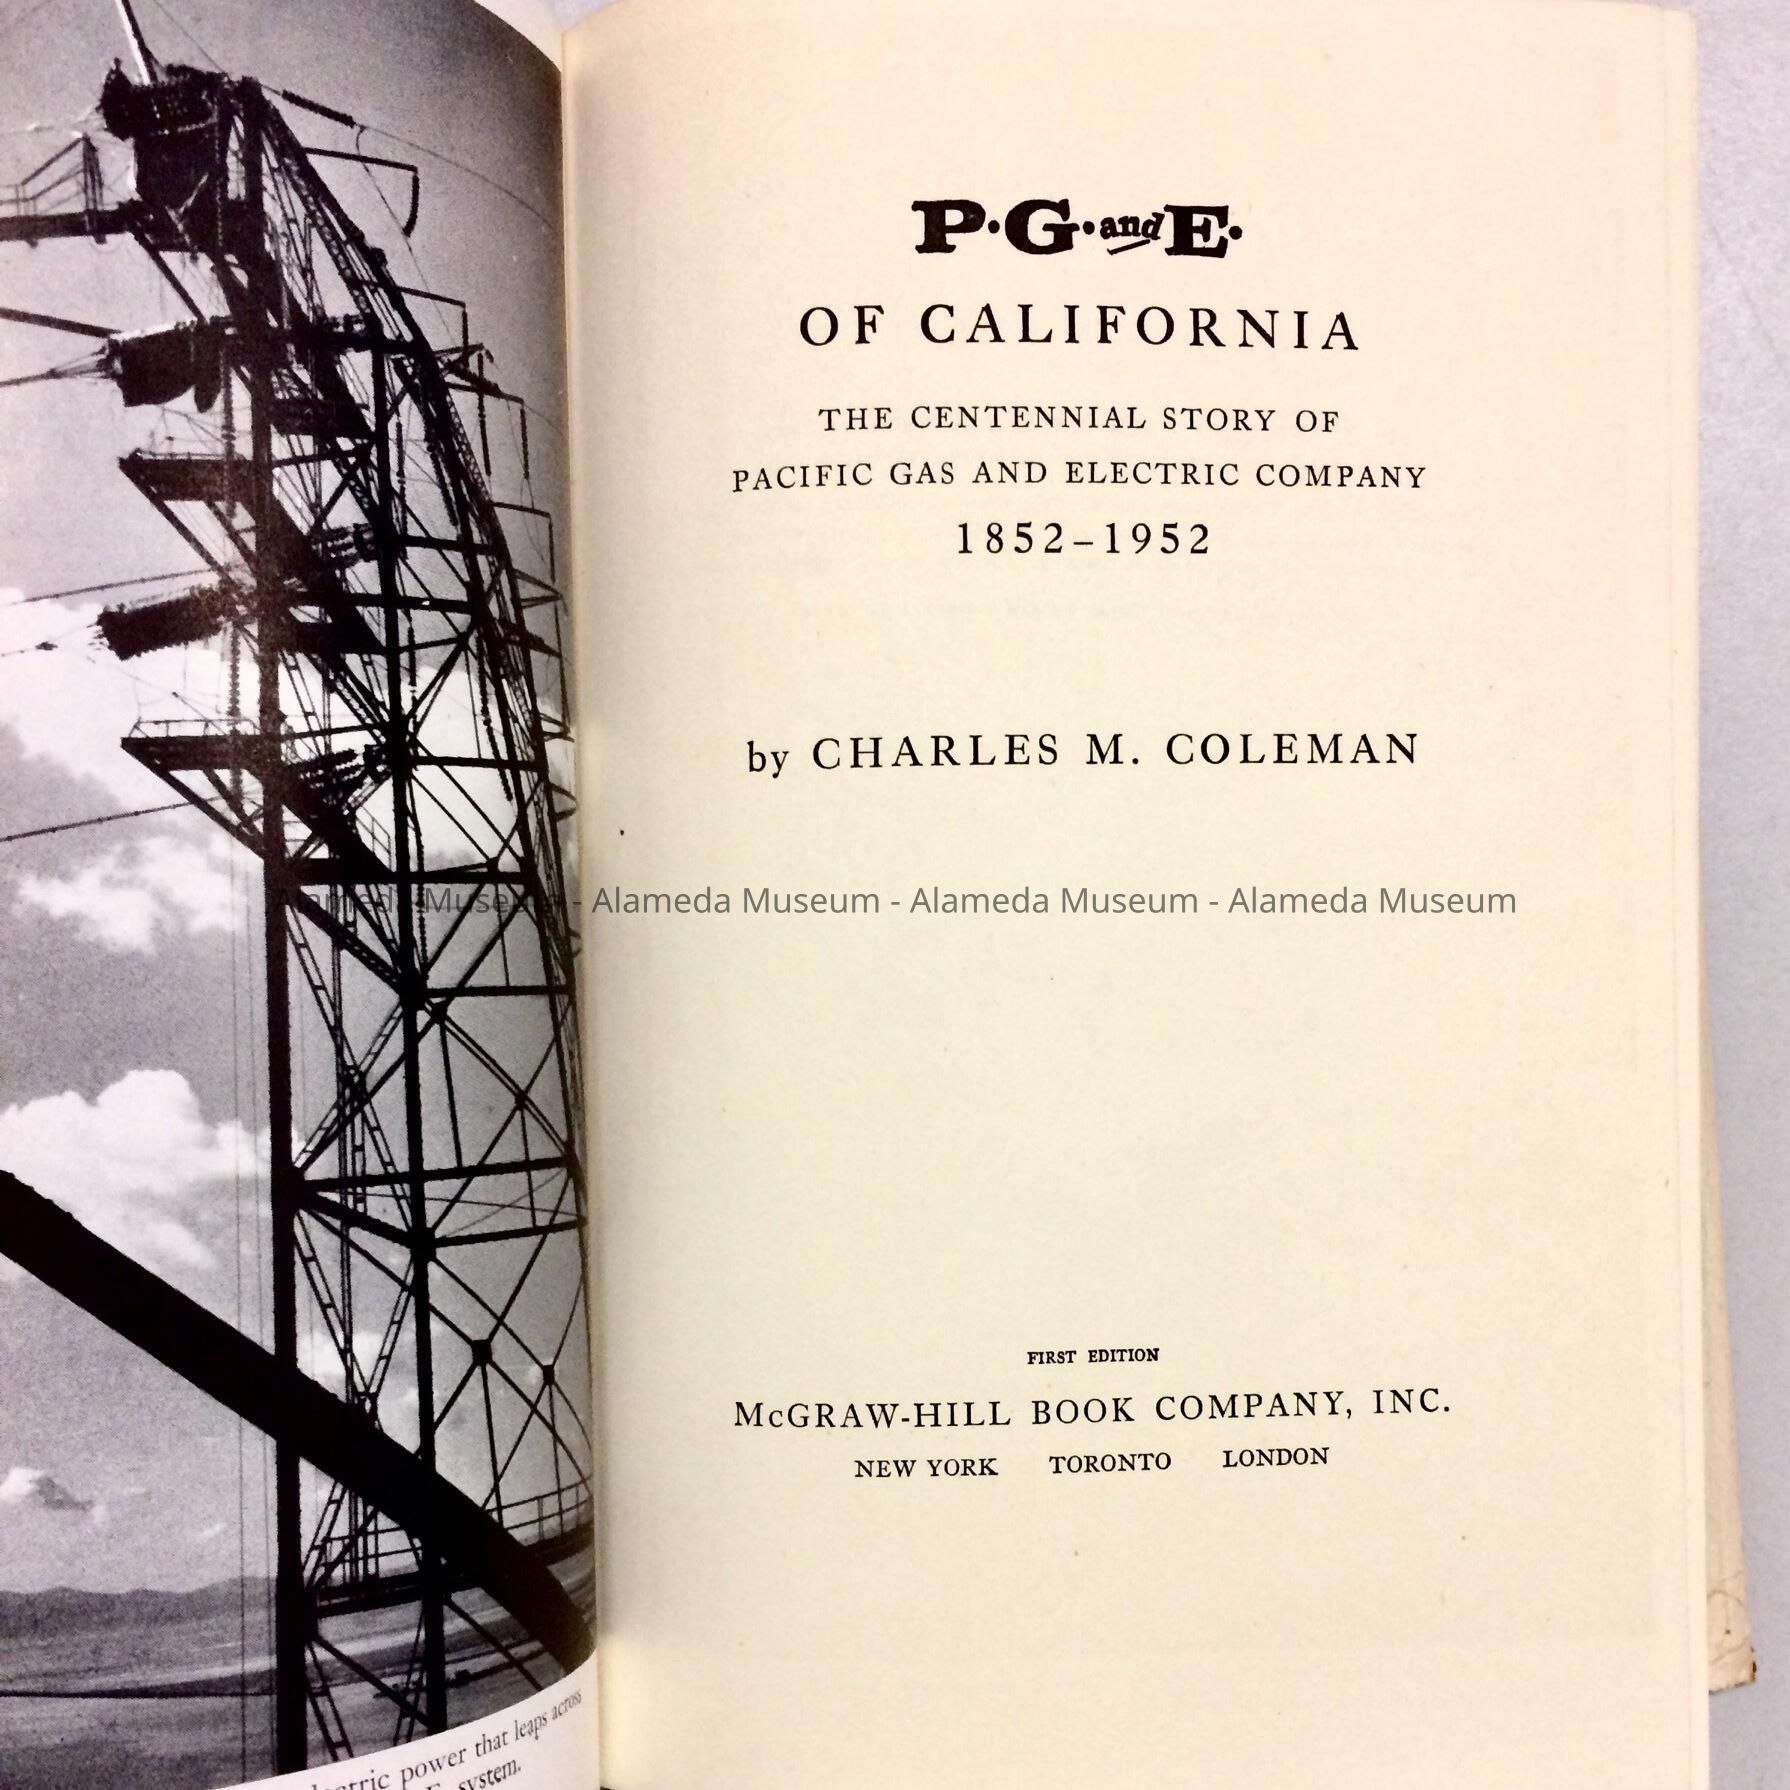 P·G·and E·
OF CALIFORNIA
THE CENTENNIAL STORY OF
PACIFIC GAS AND ELECTRIC COMPANY
1852–1952
by CHARLES M. COLEMAN
Alameda Museum - Alameda Museum - Alameda Museum - Alameda Museum
FIRST EDITION
McGRAW-HILL BOOK COMPANY, INC.
NEW YORK TORONTO LONDON
power that leaps across
system.